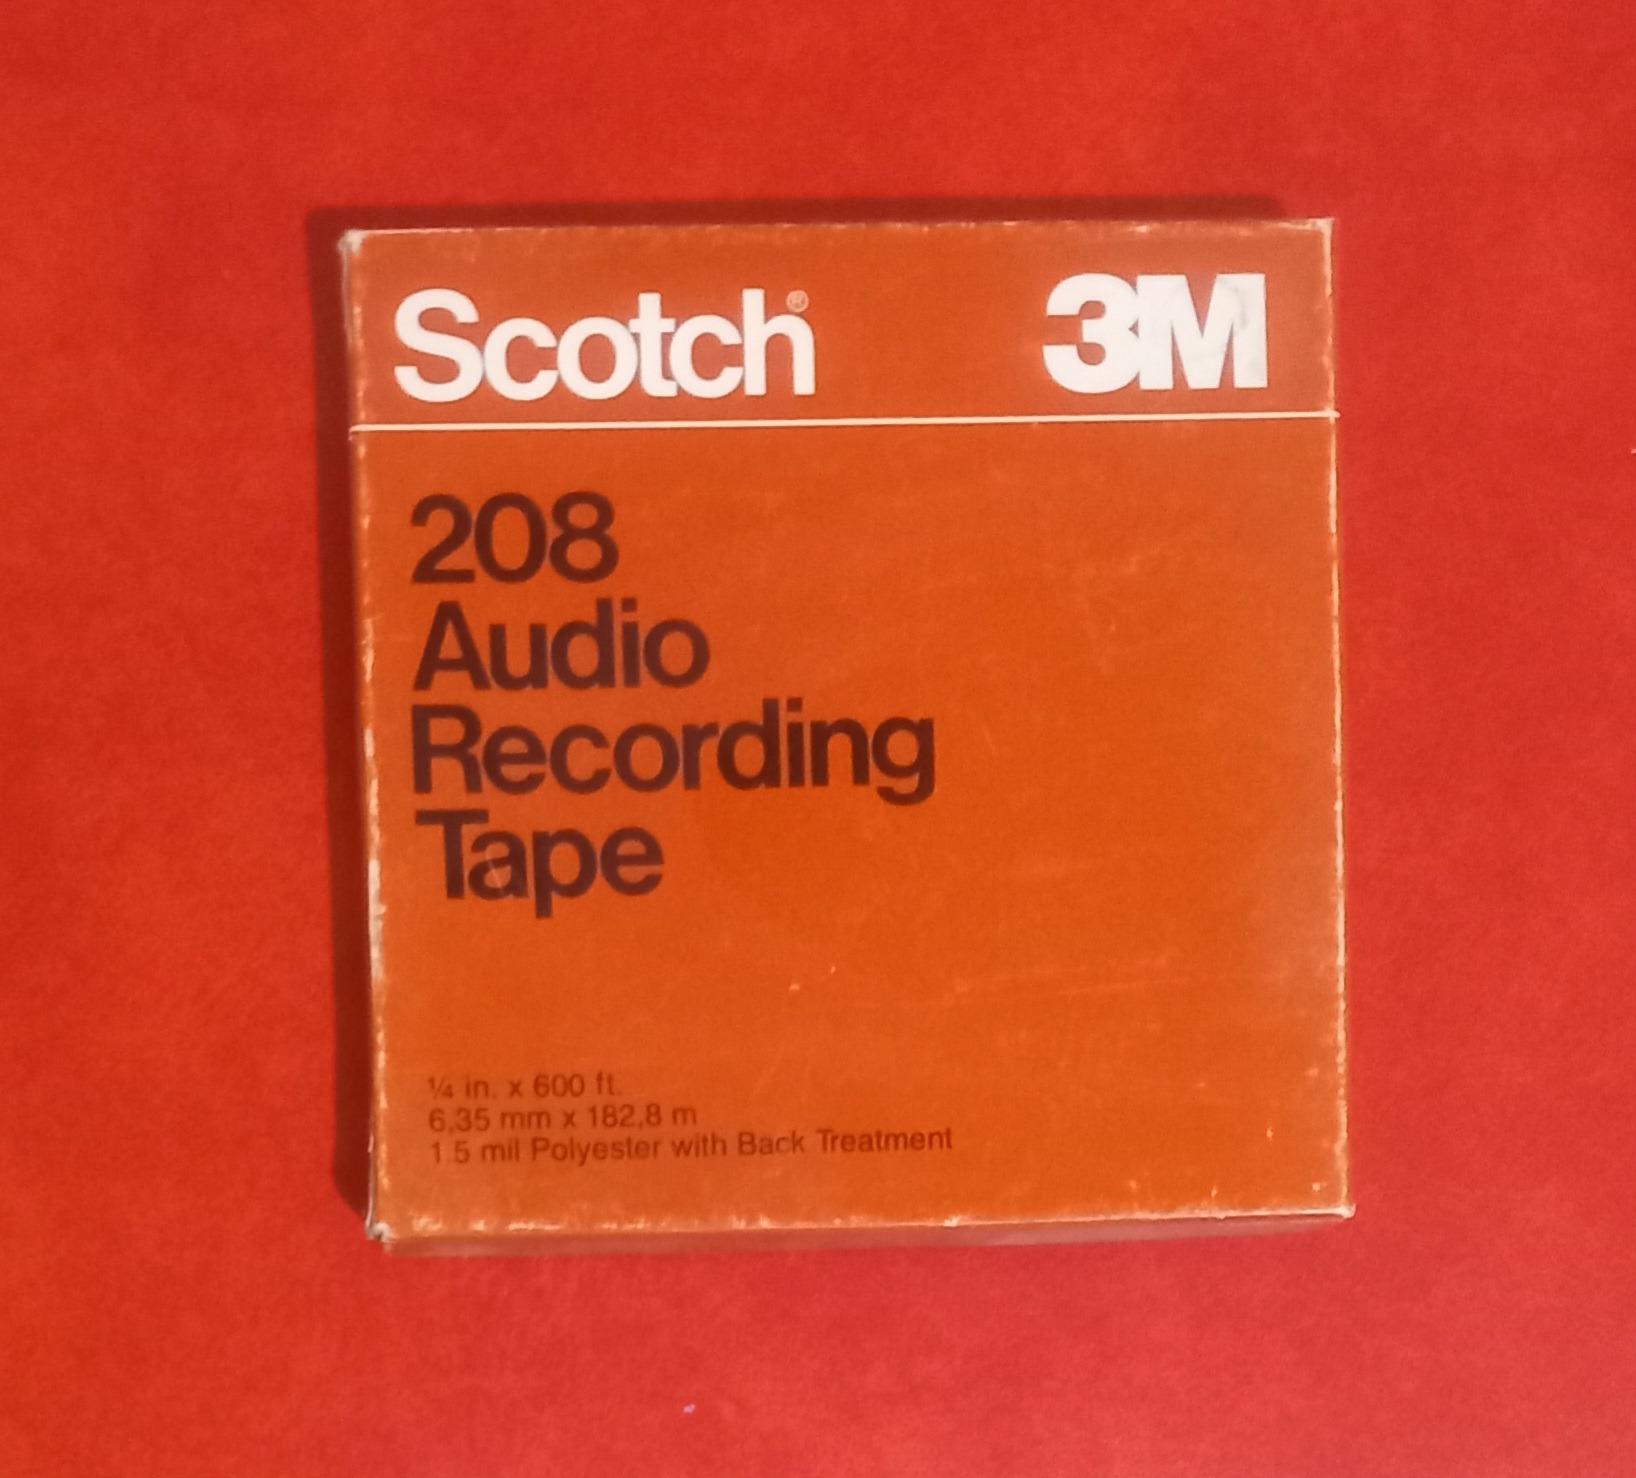 Scotch® 3M
208
Audio
Recording
Tape
¼ in. x 600 ft.
6,35 mm x 182,8 m
1.5 mil Polyester with Back Treatment